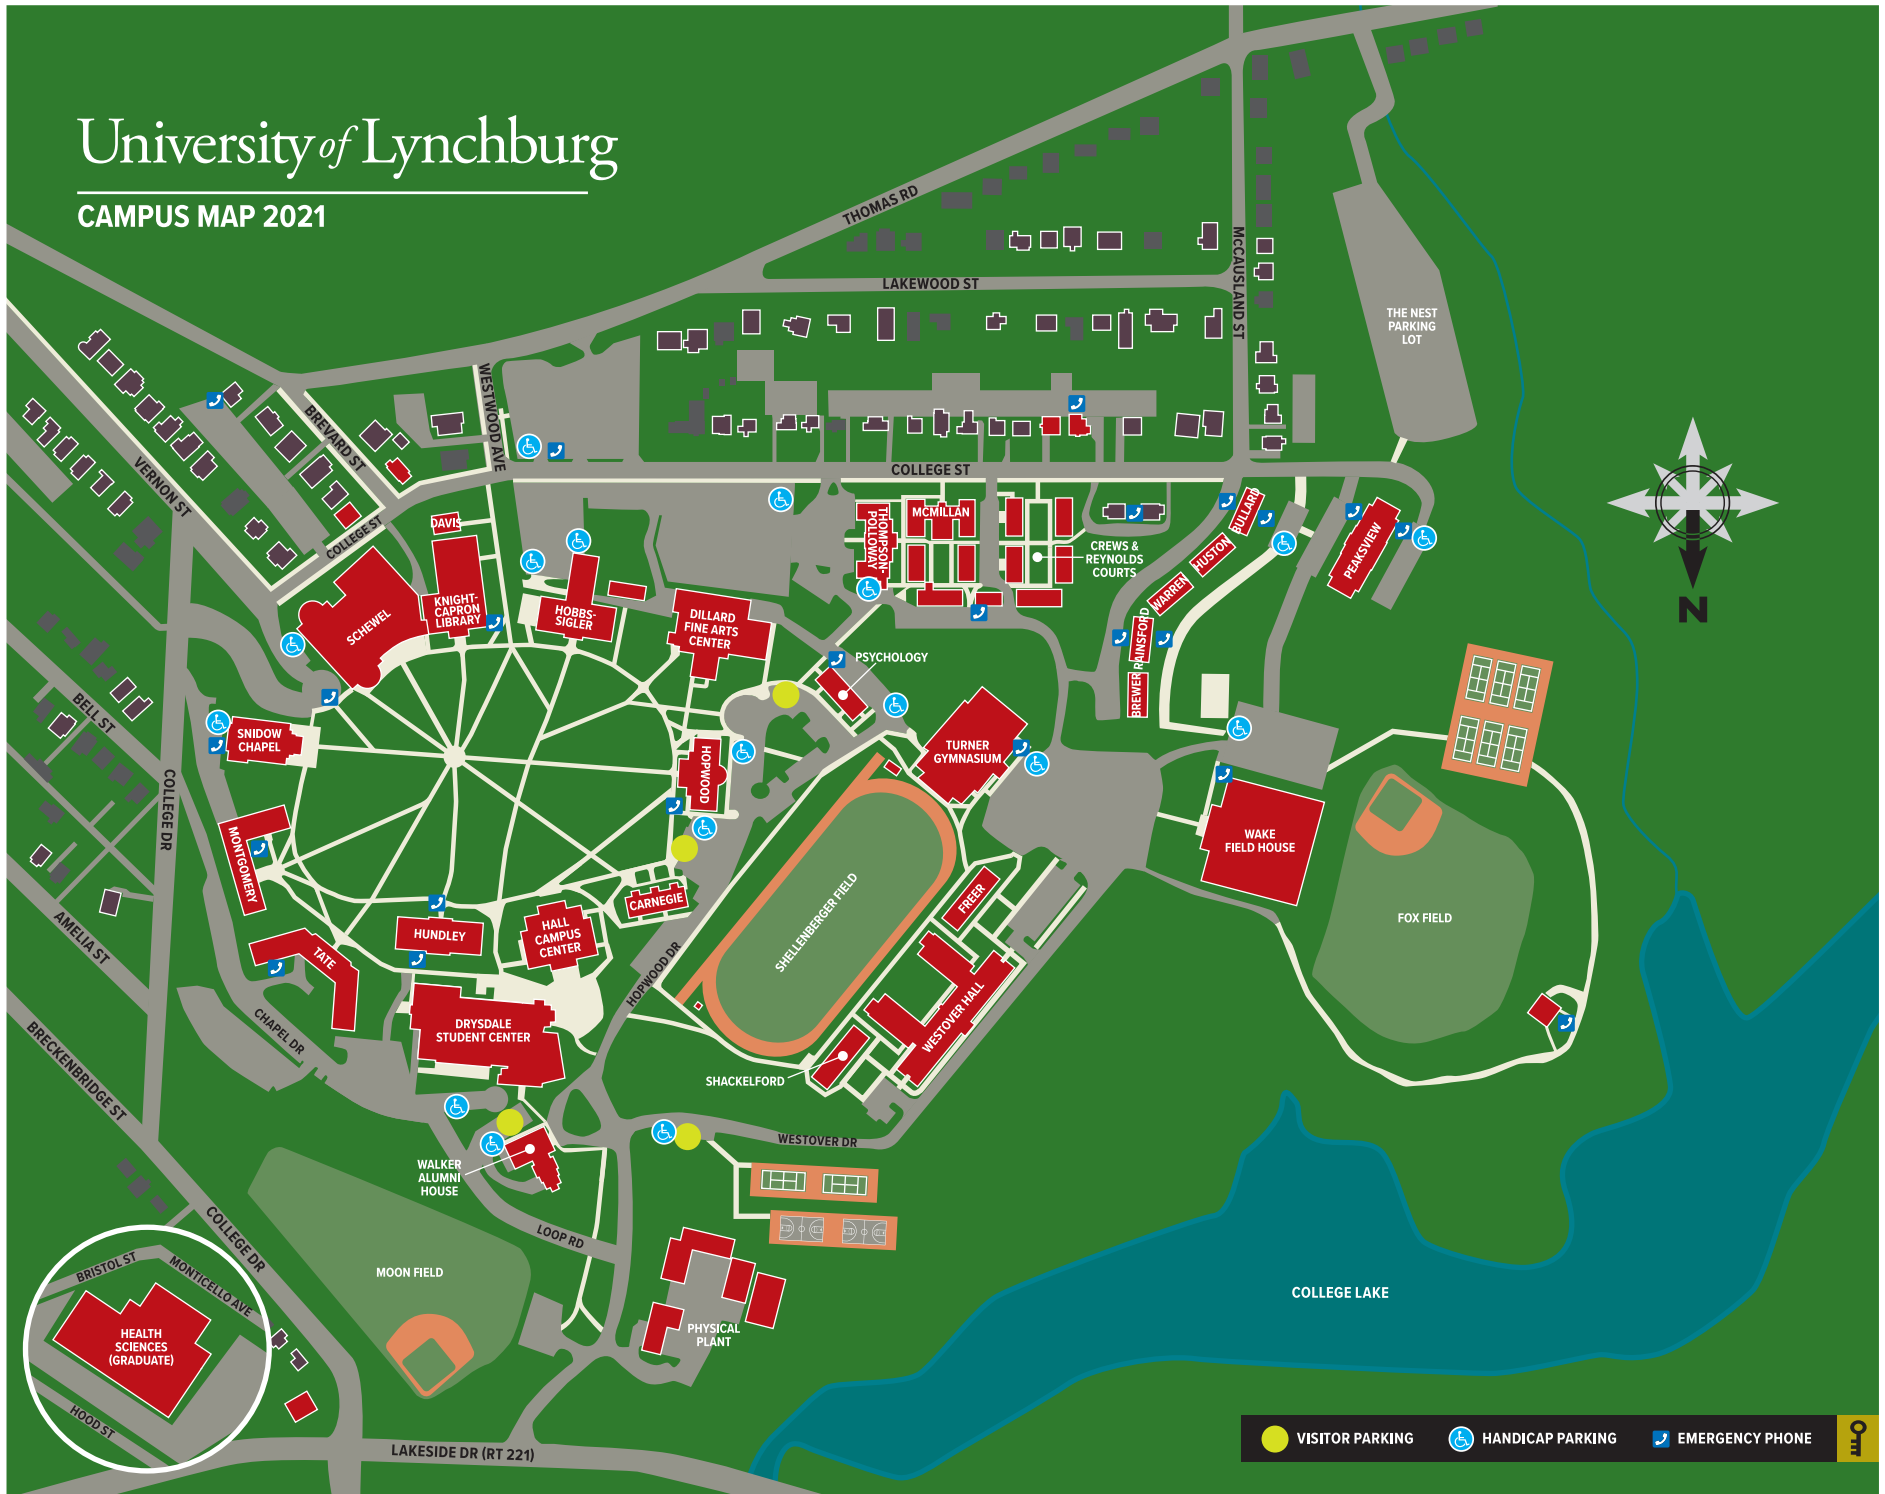 University of Lynchburg
CAMPUS MAP 2021
THOMAS RD
McCAUSLAND ST
LAKEWOOD ST
THE NEST
PARKING
LOT
WESTWOOD AVE
BREVARD ST
VERNON ST
COLLEGE ST
COLLEGE ST
DAVIS
MCMILLAN
THOMPSON-
POLLOWAY
BULLARD
HUSTON
WARREN
RAINSFORD
BREWER
PEAKSVIEW
CREWS &
REYNOLDS
COURTS
SCHEWEL
KNIGHT-
CAPRON
LIBRARY
HOBBS-
SIGLER
DILLARD
FINE ARTS
CENTER
PSYCHOLOGY
N
BELL ST
SNIDOW
CHAPEL
HOPWOOD
TURNER
GYMNASIUM
COLLEGE DR
MONTGOMERY
WAKE
FIELD HOUSE
FOX FIELD
AMELIA ST
HUNDLEY
HALL
CAMPUS
CENTER
CARNEGIE
SHELLENBERGER FIELD
FREER
TATE
HOPWOOD DR
WESTOVER HALL
CHAPEL DR
DRYSDALE
STUDENT CENTER
BRECKENBRIDGE ST
SHACKELFORD
WESTOVER DR
WALKER
ALUMNI
HOUSE
LOOP RD
COLLEGE DR
MOON FIELD
BRISTOL ST
MONTICELLO AVE
COLLEGE LAKE
HEALTH
SCIENCES
(GRADUATE)
PHYSICAL
PLANT
HOOD ST
LAKESIDE DR (RT 221)
VISITOR PARKING
HANDICAP PARKING
EMERGENCY PHONE